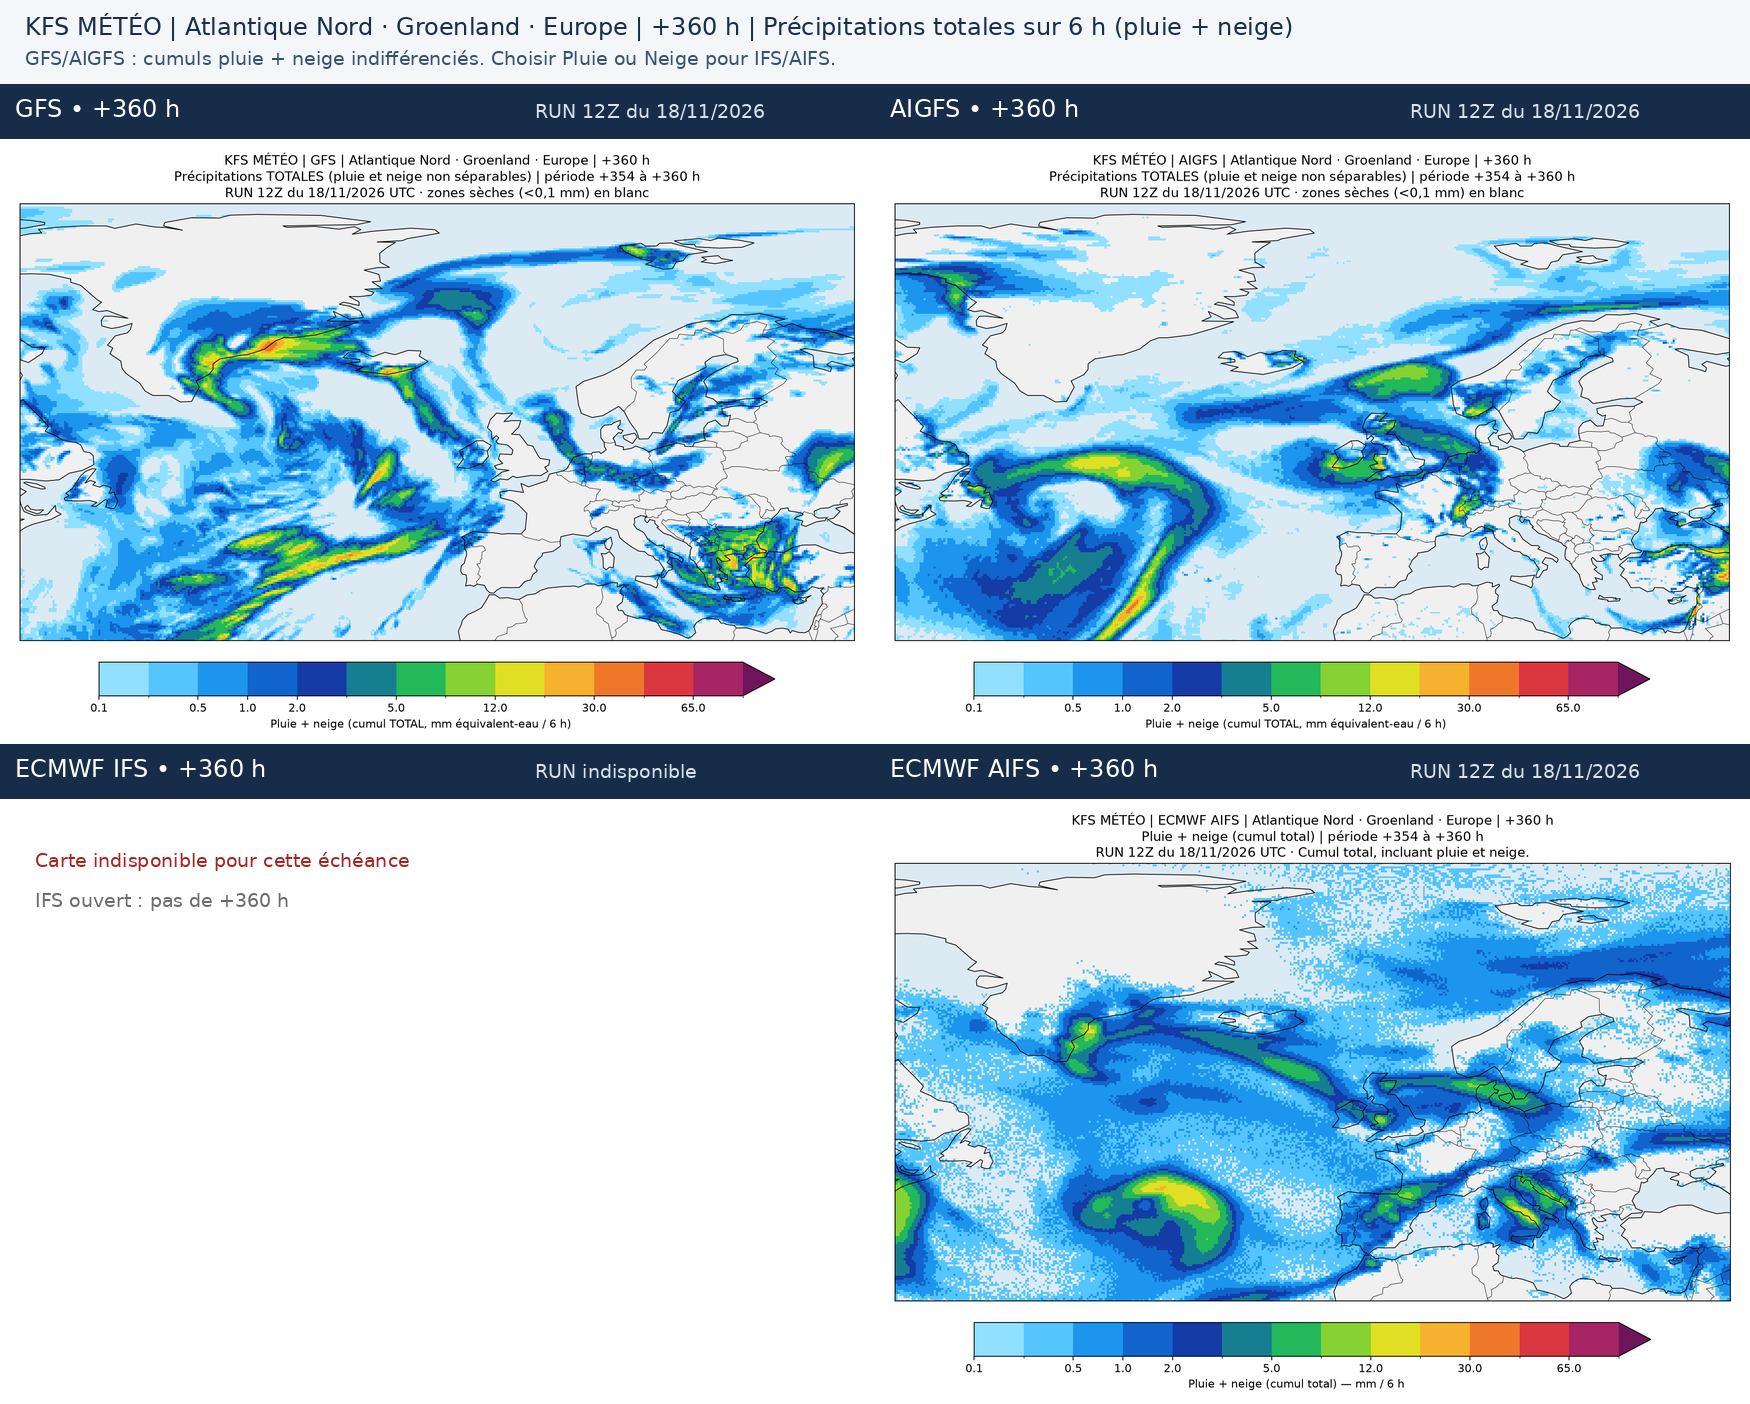 KFS MÉTÉO | Atlantique Nord · Groenland · Europe | +360 h | Précipitations totales sur 6 h (pluie + neige)
GFS/AIGFS : cumuls pluie + neige indifférenciés. Choisir Pluie ou Neige pour IFS/AIFS.
GFS • +360 h
RUN 12Z du 18/11/2026
AIGFS • +360 h
RUN 12Z du 18/11/2026
KFS MÉTÉO | GFS | Atlantique Nord · Groenland · Europe | +360 h
Précipitations TOTALES (pluie et neige non séparables) | période +354 à +360 h
RUN 12Z du 18/11/2026 UTC · zones sèches (<0,1 mm) en blanc
KFS MÉTÉO | AIGFS | Atlantique Nord · Groenland · Europe | +360 h
Précipitations TOTALES (pluie et neige non séparables) | période +354 à +360 h
RUN 12Z du 18/11/2026 UTC · zones sèches (<0,1 mm) en blanc
0.1 0.5 1.0 2.0 5.0 12.0 30.0 65.0
Pluie + neige (cumul TOTAL, mm équivalent-eau / 6 h)
0.1 0.5 1.0 2.0 5.0 12.0 30.0 65.0
Pluie + neige (cumul TOTAL, mm équivalent-eau / 6 h)
ECMWF IFS • +360 h
RUN indisponible
ECMWF AIFS • +360 h
RUN 12Z du 18/11/2026
Carte indisponible pour cette échéance
IFS ouvert : pas de +360 h
KFS MÉTÉO | ECMWF AIFS | Atlantique Nord · Groenland · Europe | +360 h
Pluie + neige (cumul total) | période +354 à +360 h
RUN 12Z du 18/11/2026 UTC · Cumul total, incluant pluie et neige.
0.1 0.5 1.0 2.0 5.0 12.0 30.0 65.0
Pluie + neige (cumul total) — mm / 6 h